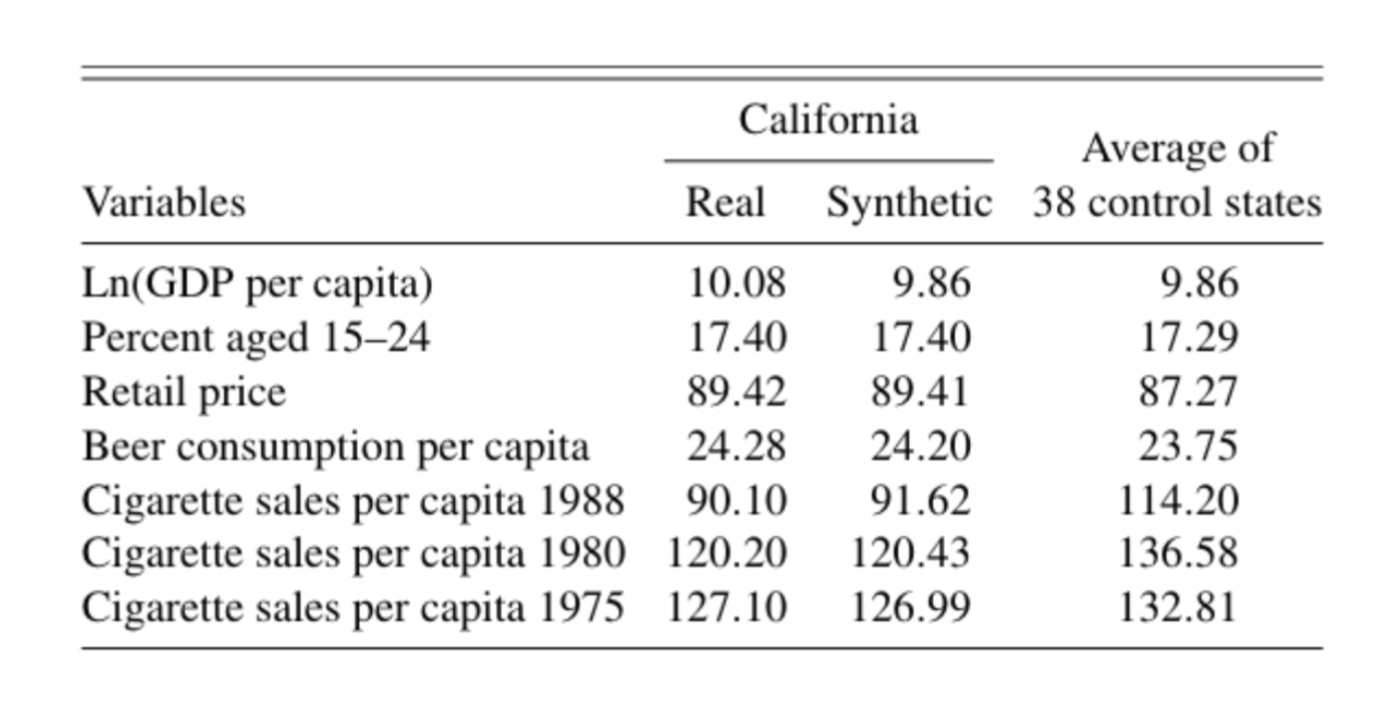 California
Average of
Variables Real Synthetic 38 control states
Ln(GDP per capita) 10.08 9.86 9.86
Percent aged 15–24 17.40 17.40 17.29
Retail price 89.42 89.41 87.27
Beer consumption per capita 24.28 24.20 23.75
Cigarette sales per capita 1988 90.10 91.62 114.20
Cigarette sales per capita 1980 120.20 120.43 136.58
Cigarette sales per capita 1975 127.10 126.99 132.81